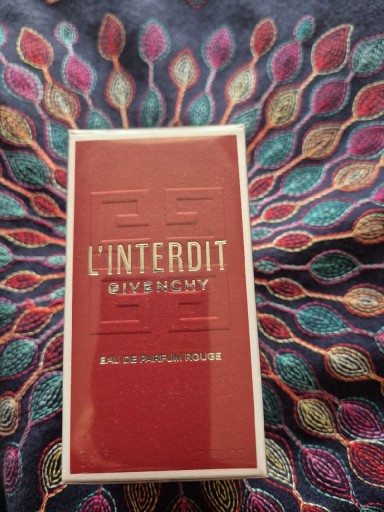 L'INTERDIT
GIVENCHY
EAU DE PARFUM ROUGE